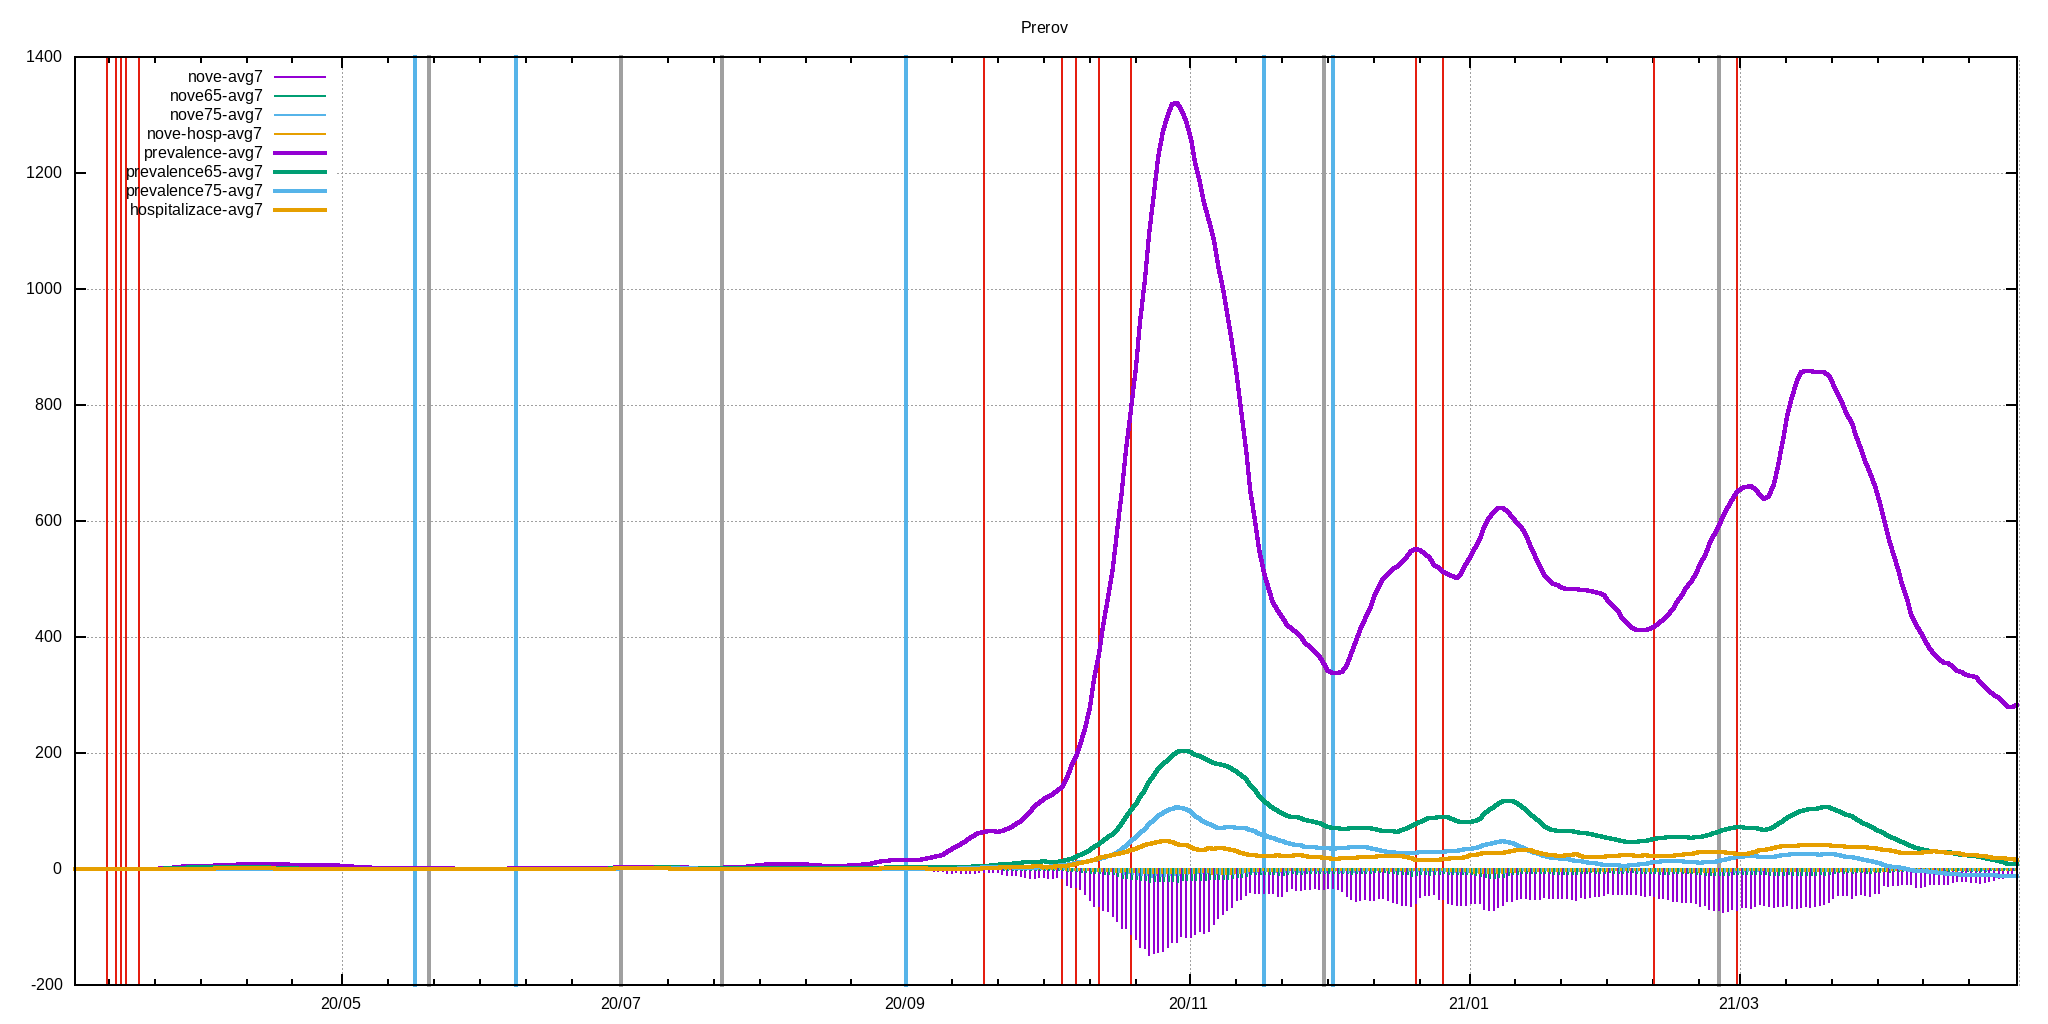 Prerov
1400
1200
1000
800
600
400
200
0
-200
nove-avg7
nove65-avg7
nove75-avg7
nove-hosp-avg7
prevalence-avg7
prevalence65-avg7
prevalence75-avg7
hospitalizace-avg7
20/05
20/07
20/09
20/11
21/01
21/03